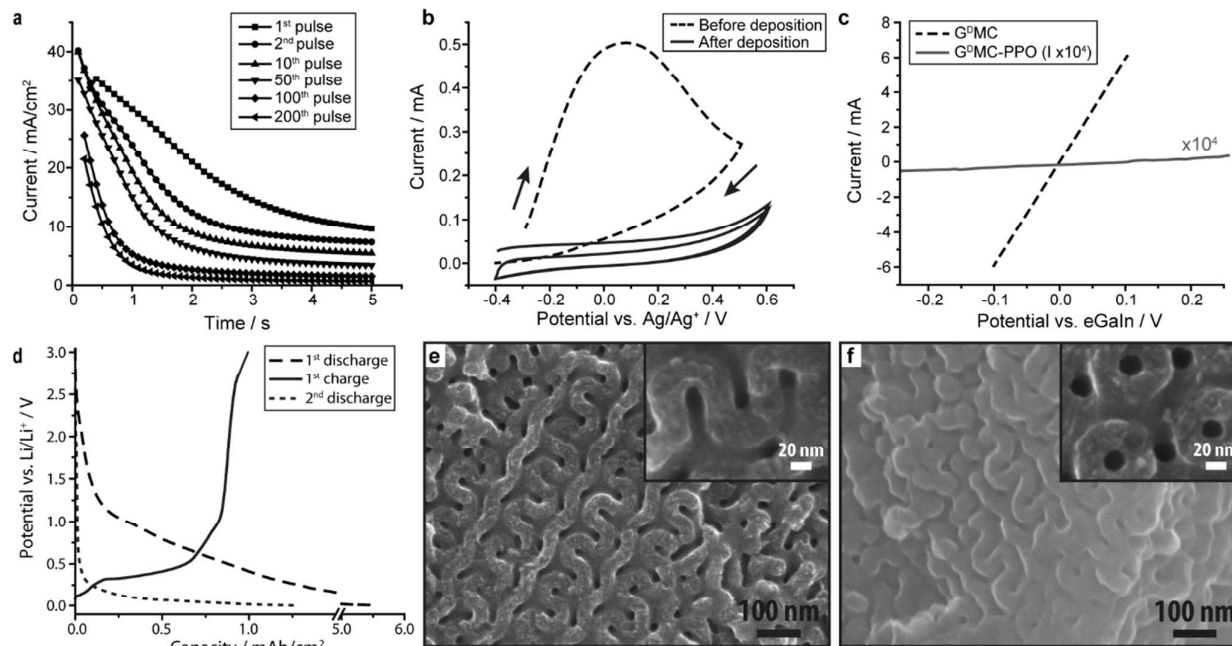 a
1st pulse
2nd pulse
10th pulse
50th pulse
100th pulse
200th pulse
Current / mA/cm²
40
30
20
10
0
0 1 2 3 4 5
Time / s
b
Before deposition
After deposition
Current / mA
0.5
0.4
0.3
0.2
0.1
0.0
-0.4 -0.2 0.0 0.2 0.4 0.6
Potential vs. Ag/Ag⁺ / V
c
GᴰMC
GᴰMC-PPO (I x10⁴)
x10⁴
Current / mA
8
6
4
2
0
-2
-4
-6
-0.2 -0.1 0.0 0.1 0.2
Potential vs. eGaIn / V
d
1st discharge
1st charge
2nd discharge
Potential vs. Li/Li⁺ / V
3.0
2.5
2.0
1.5
1.0
0.5
0.0
0.0 0.5 1.0 5.0 6.0
Capacity / mAh/cm²
e
20 nm
100 nm
f
20 nm
100 nm